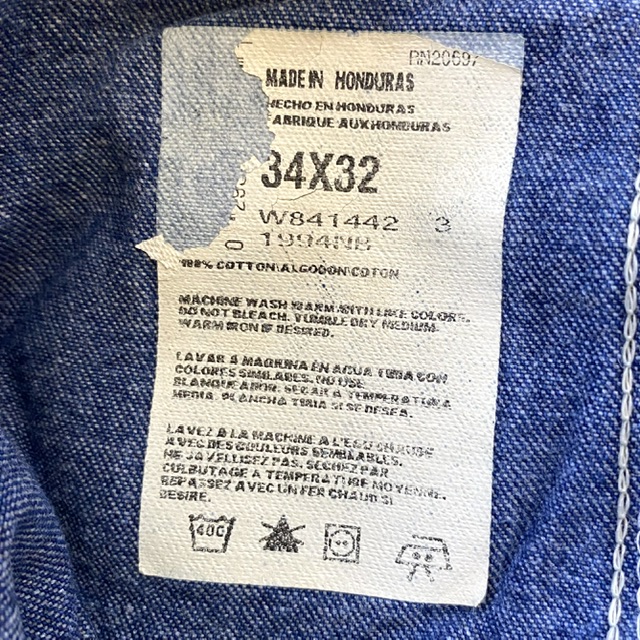 RN20697
MADE IN HONDURAS
HECHO EN HONDURAS
FABRIQUE AUX HONDURAS
34X32
W841442 3
1994NB
100% COTTON/ALGODON/COTON
MACHINE WASH WARM WITH LIKE COLORS.
DO NOT BLEACH. TUMBLE DRY MEDIUM.
WARM IRON IF DESIRED.
LAVAR A MAQUINA EN AGUA TIBIA CON
COLORES SIMILARES. NO USE
BLANQUEADOR. SECAR A TEMPERATURA
MEDIA. PLANCHA TIBIA SI SE DESEA.
LAVEZ A LA MACHINE A L'EAU CHAUDE
AVEC DES COULEURS SEMBLABLES.
NE JAVELLISEZ PAS. SECHEZ PAR
CULBUTAGE A TEMPERATURE MOYENNE.
REPASSEZ AVEC UN FER CHAUD SI
DESIRE.
40C